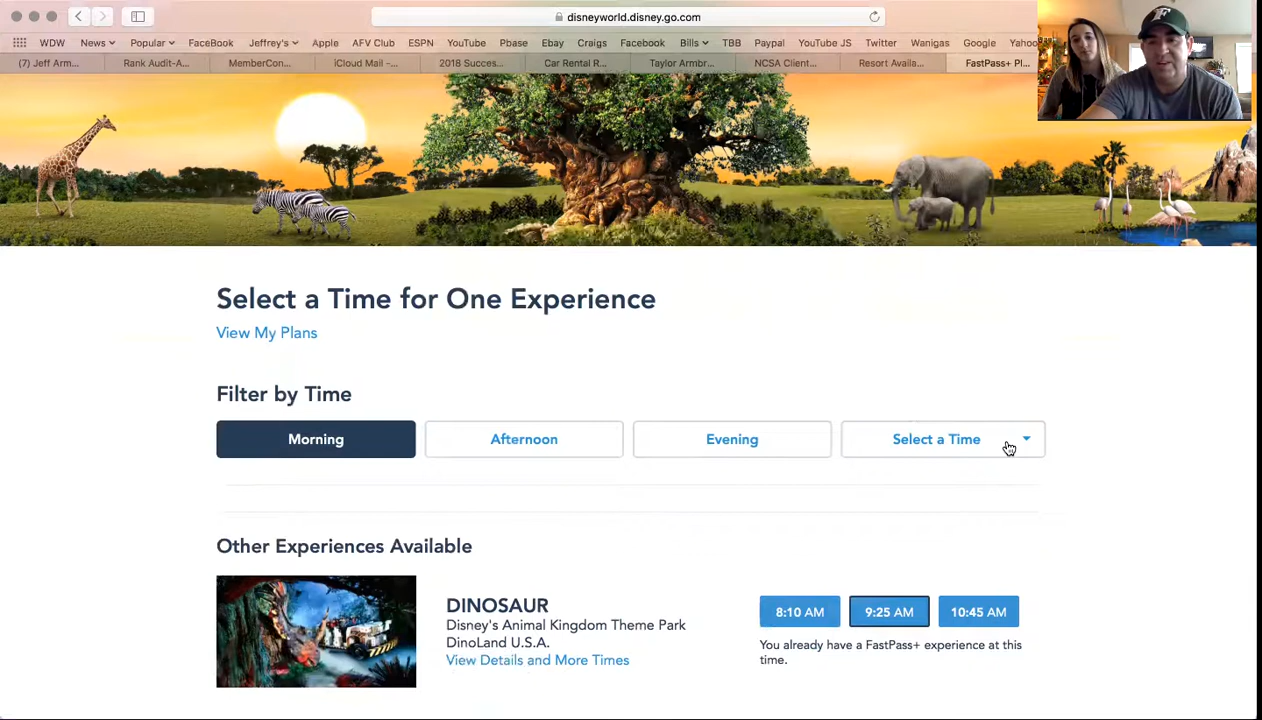 disneyworld.disney.go.com
WDW News Popular FaceBook Jeffrey's Apple AFV Club ESPN YouTube Pbase Ebay Craigs Facebook Bills TBB Paypal YouTube JS Twitter Wanigas Google Yahoo
(7) Jeff Arm... Rank Audit-A... MemberCon... iCloud Mail -... 2018 Succes... Car Rental R... Taylor Armbr... NCSA Client... Resort Availa... FastPass+ Pl...
F
Select a Time for One Experience
View My Plans
Filter by Time
Morning Afternoon Evening Select a Time
Other Experiences Available
DINOSAUR
Disney's Animal Kingdom Theme Park
DinoLand U.S.A.
View Details and More Times
8:10 AM 9:25 AM 10:45 AM
You already have a FastPass+ experience at this
time.